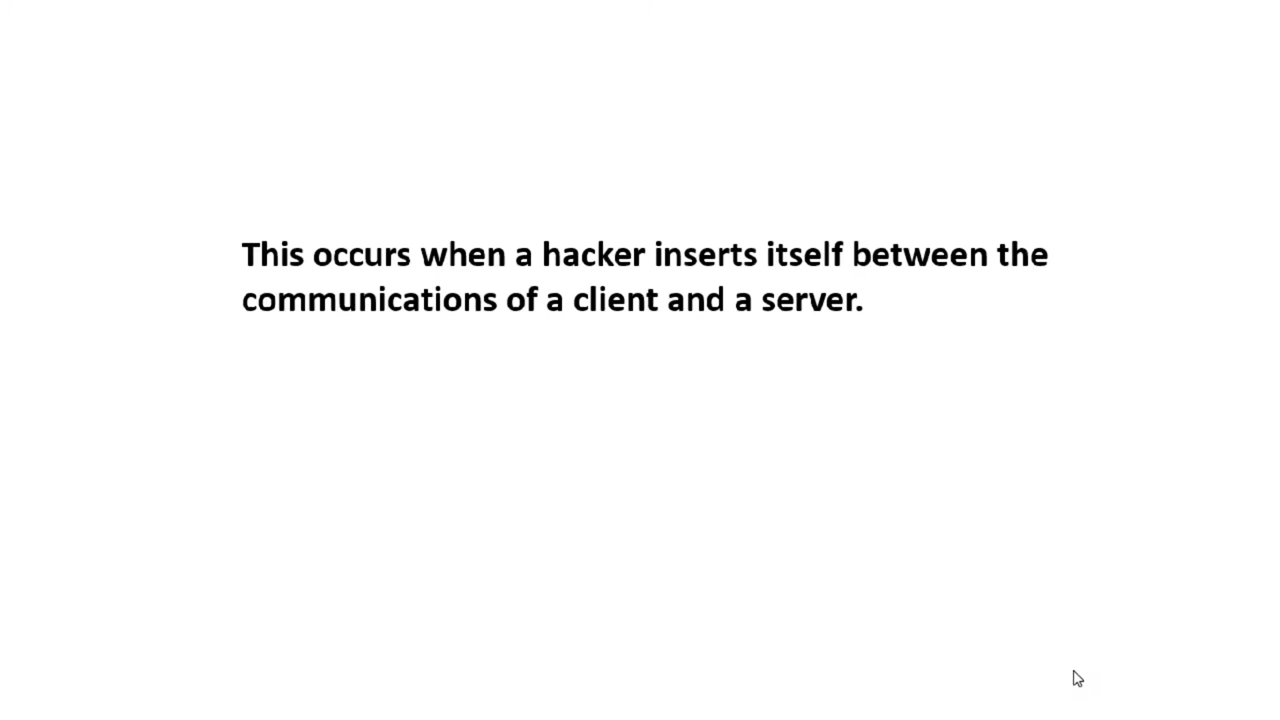 This occurs when a hacker inserts itself between the
communications of a client and a server.